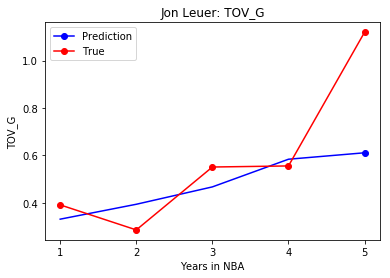 Jon Leuer: TOV_G
Prediction
True
TOV_G
1.0
0.8
0.6
0.4
1 2 3 4 5
Years in NBA